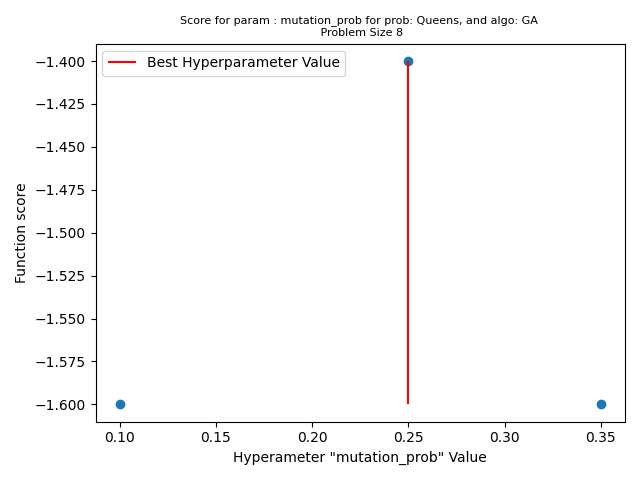 Score for param : mutation_prob for prob: Queens, and algo: GA
Problem Size 8
Best Hyperparameter Value
−1.400
−1.425
−1.450
−1.475
−1.500
−1.525
−1.550
−1.575
−1.600
Function score
0.10 0.15 0.20 0.25 0.30 0.35
Hyperameter "mutation_prob" Value